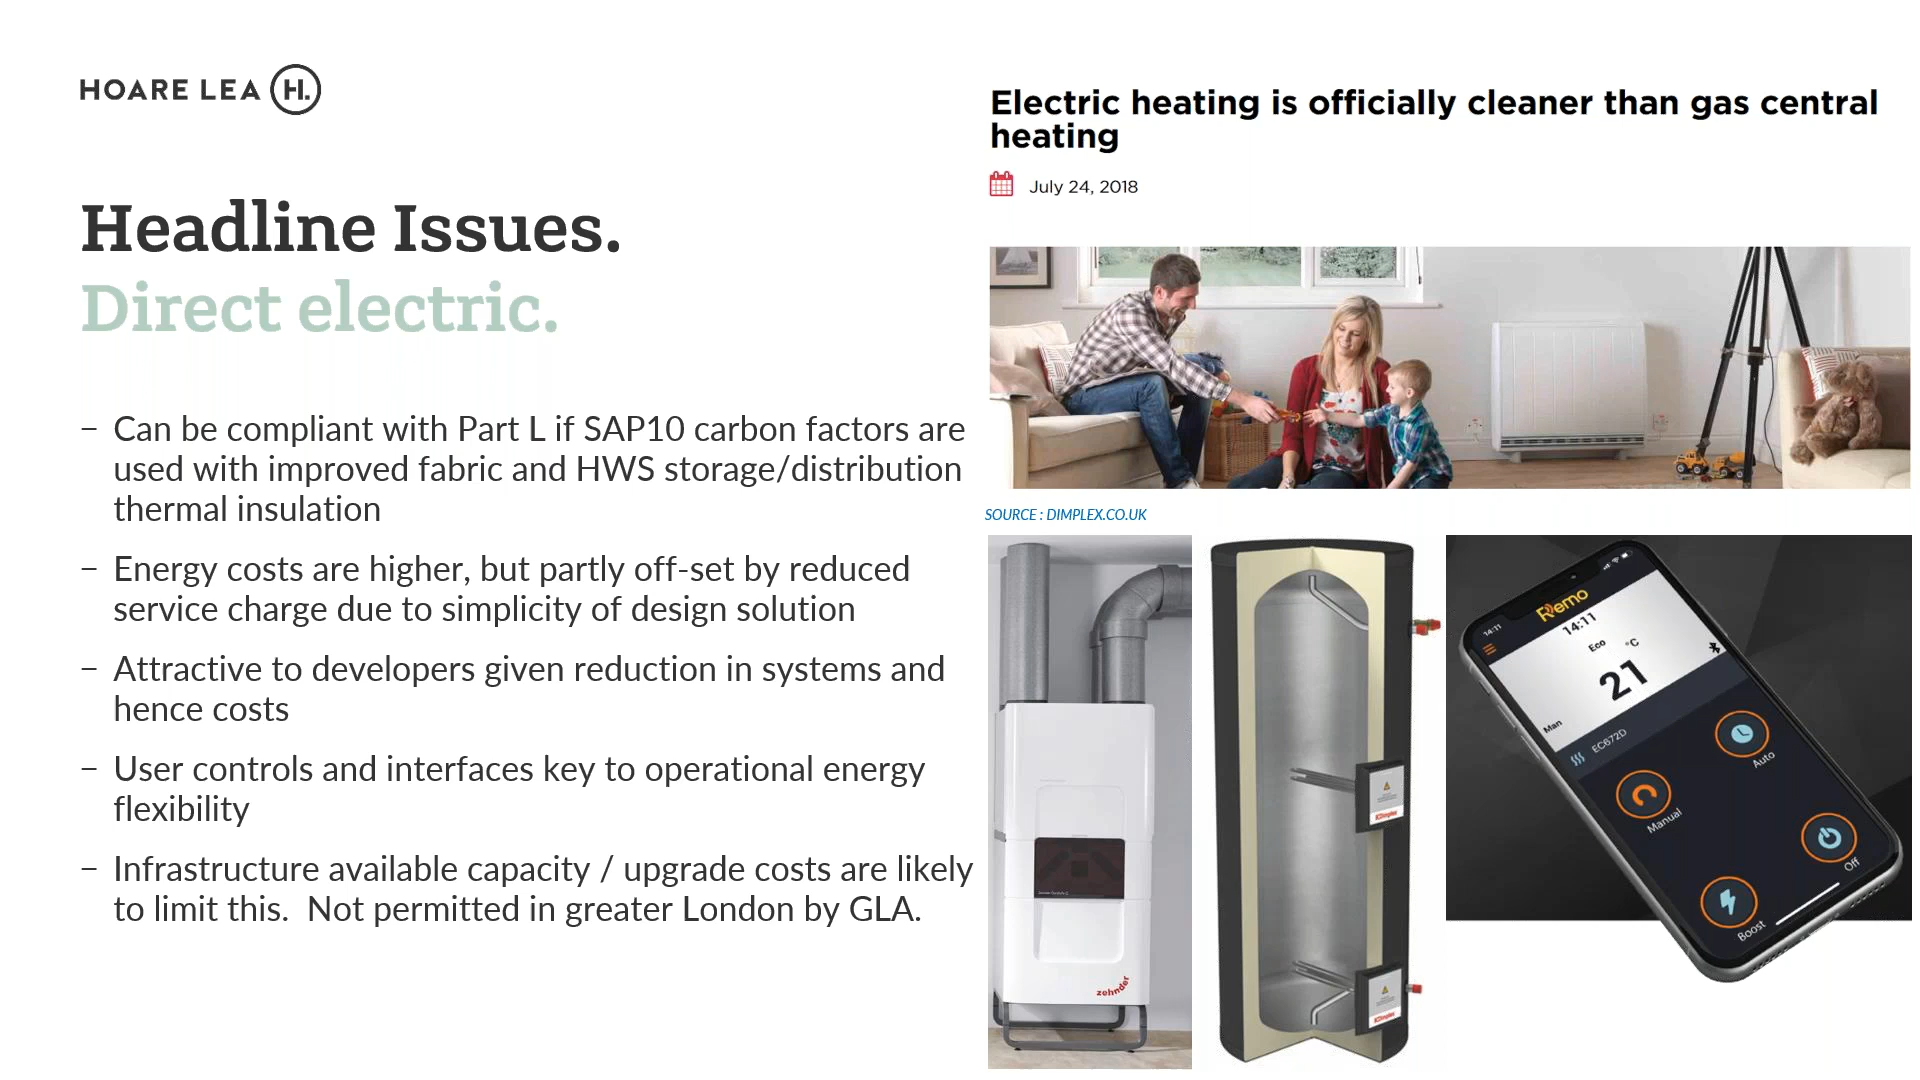 HOARE LEA H.
Headline Issues.
Direct electric.
– Can be compliant with Part L if SAP10 carbon factors are
used with improved fabric and HWS storage/distribution
thermal insulation
– Energy costs are higher, but partly off-set by reduced
service charge due to simplicity of design solution
– Attractive to developers given reduction in systems and
hence costs
– User controls and interfaces key to operational energy
flexibility
– Infrastructure available capacity / upgrade costs are likely
to limit this.  Not permitted in greater London by GLA.
Electric heating is officially cleaner than gas central
heating
July 24, 2018
SOURCE : DIMPLEX.CO.UK
zehnder
Dimplex
Dimplex
14:11
Remo
14:11
Eco °C
21
Man
EC672D
Auto
Manual
Off
Boost